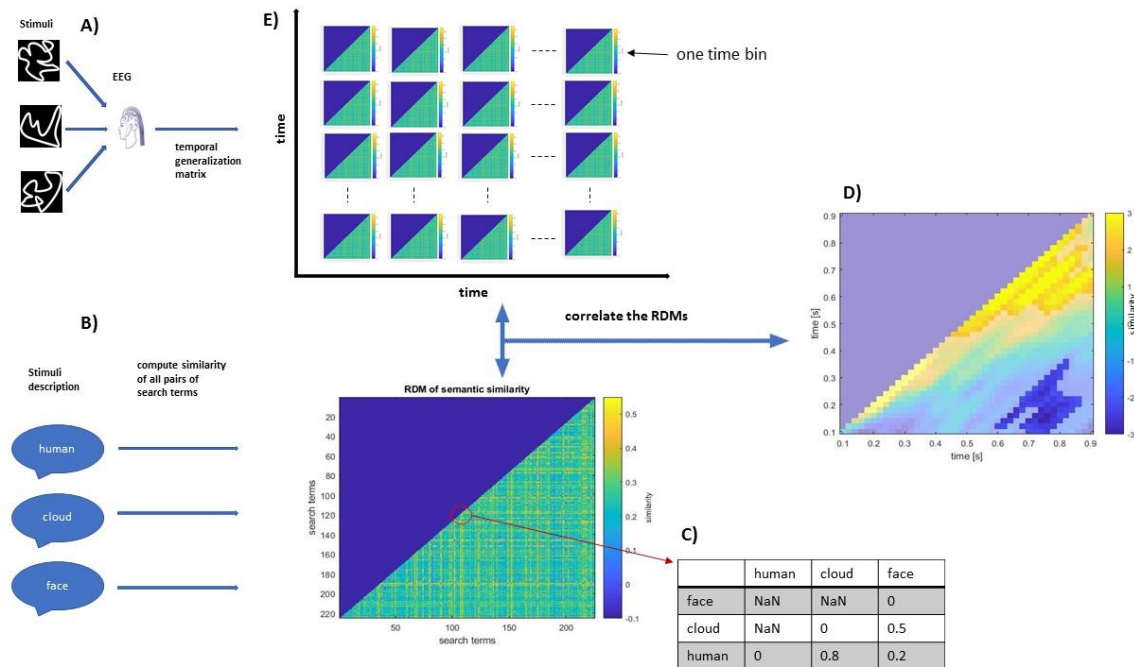 Stimuli
A)
EEG
temporal
generalization
matrix
E)
time
time
one time bin
B)
Stimuli
description
compute similarity
of all pairs of
search terms
human
cloud
face
correlate the RDMs
RDM of semantic similarity
search terms
20
40
60
80
100
120
140
160
180
200
220
50
100
150
200
search terms
0.5
0.4
0.3
0.2
0.1
0
-0.1
similarity
D)
time [s]
0.9
0.8
0.7
0.6
0.5
0.4
0.3
0.2
0.1
0.1 0.2 0.3 0.4 0.5 0.6 0.7 0.8 0.9
time [s]
3
2
1
0
-1
-2
-3
similarity
C)
human cloud face
face NaN NaN 0
cloud NaN 0 0.5
human 0 0.8 0.2